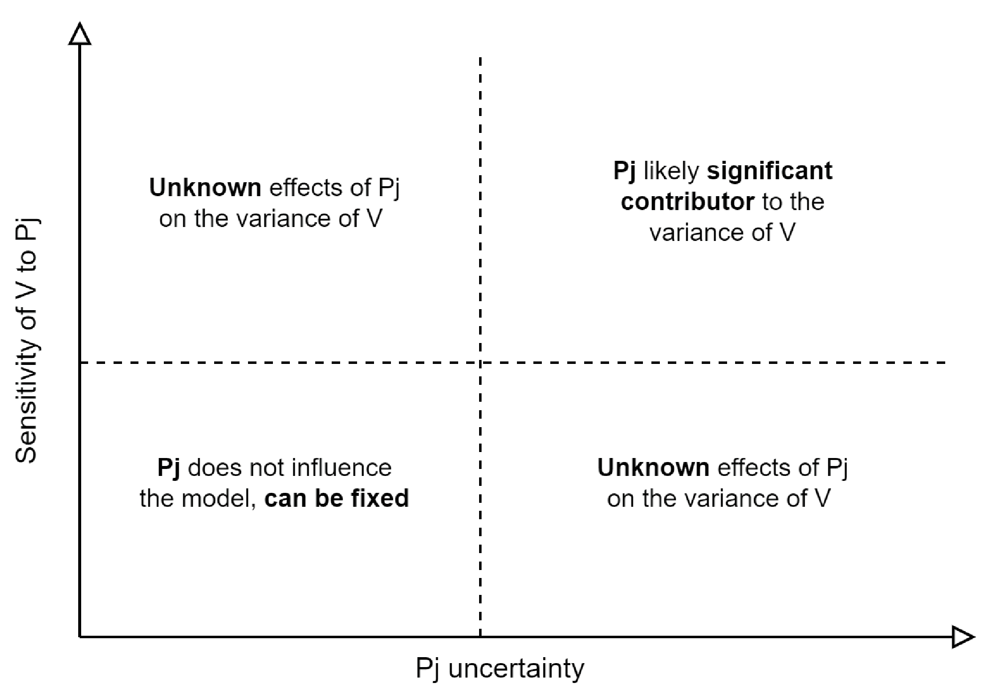 Sensitivity of V to Pj
Unknown effects of Pj
on the variance of V
Pj likely significant
contributor to the
variance of V
Pj does not influence
the model, can be fixed
Unknown effects of Pj
on the variance of V
Pj uncertainty